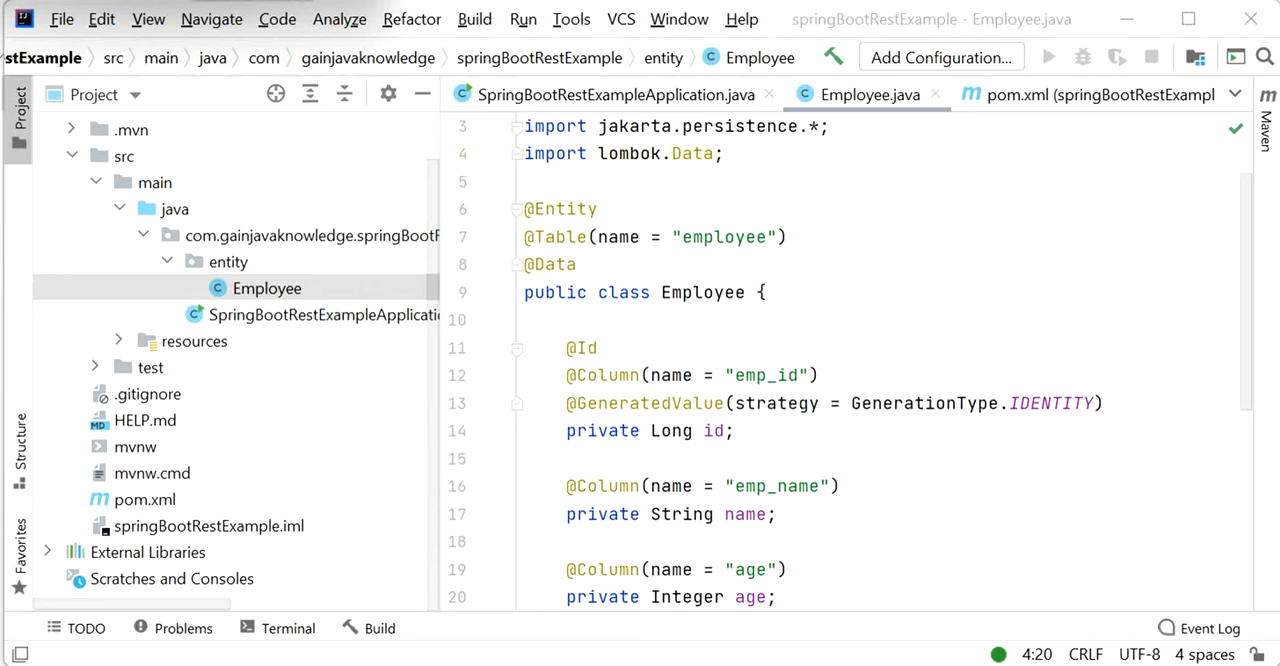 File Edit View Navigate Code Analyze Refactor Build Run Tools VCS Window Help springBootRestExample - Employee.java
stExample src main java com gainjavaknowledge springBootRestExample entity Employee Add Configuration...
Project
Project
SpringBootRestExampleApplication.java Employee.java pom.xml (springBootRestExampl
Maven
.mvn
src
main
java
com.gainjavaknowledge.springBootR
entity
Employee
SpringBootRestExampleApplicatio
resources
test
.gitignore
HELP.md
mvnw
mvnw.cmd
pom.xml
springBootRestExample.iml
External Libraries
Scratches and Consoles
Structure
Favorites
3 import jakarta.persistence.*;
4 import lombok.Data;
5
6 @Entity
7 @Table(name = "employee")
8 @Data
9 public class Employee {
10
11 @Id
12 @Column(name = "emp_id")
13 @GeneratedValue(strategy = GenerationType.IDENTITY)
14 private Long id;
15
16 @Column(name = "emp_name")
17 private String name;
18
19 @Column(name = "age")
20 private Integer age;
TODO Problems Terminal Build Event Log
4:20 CRLF UTF-8 4 spaces